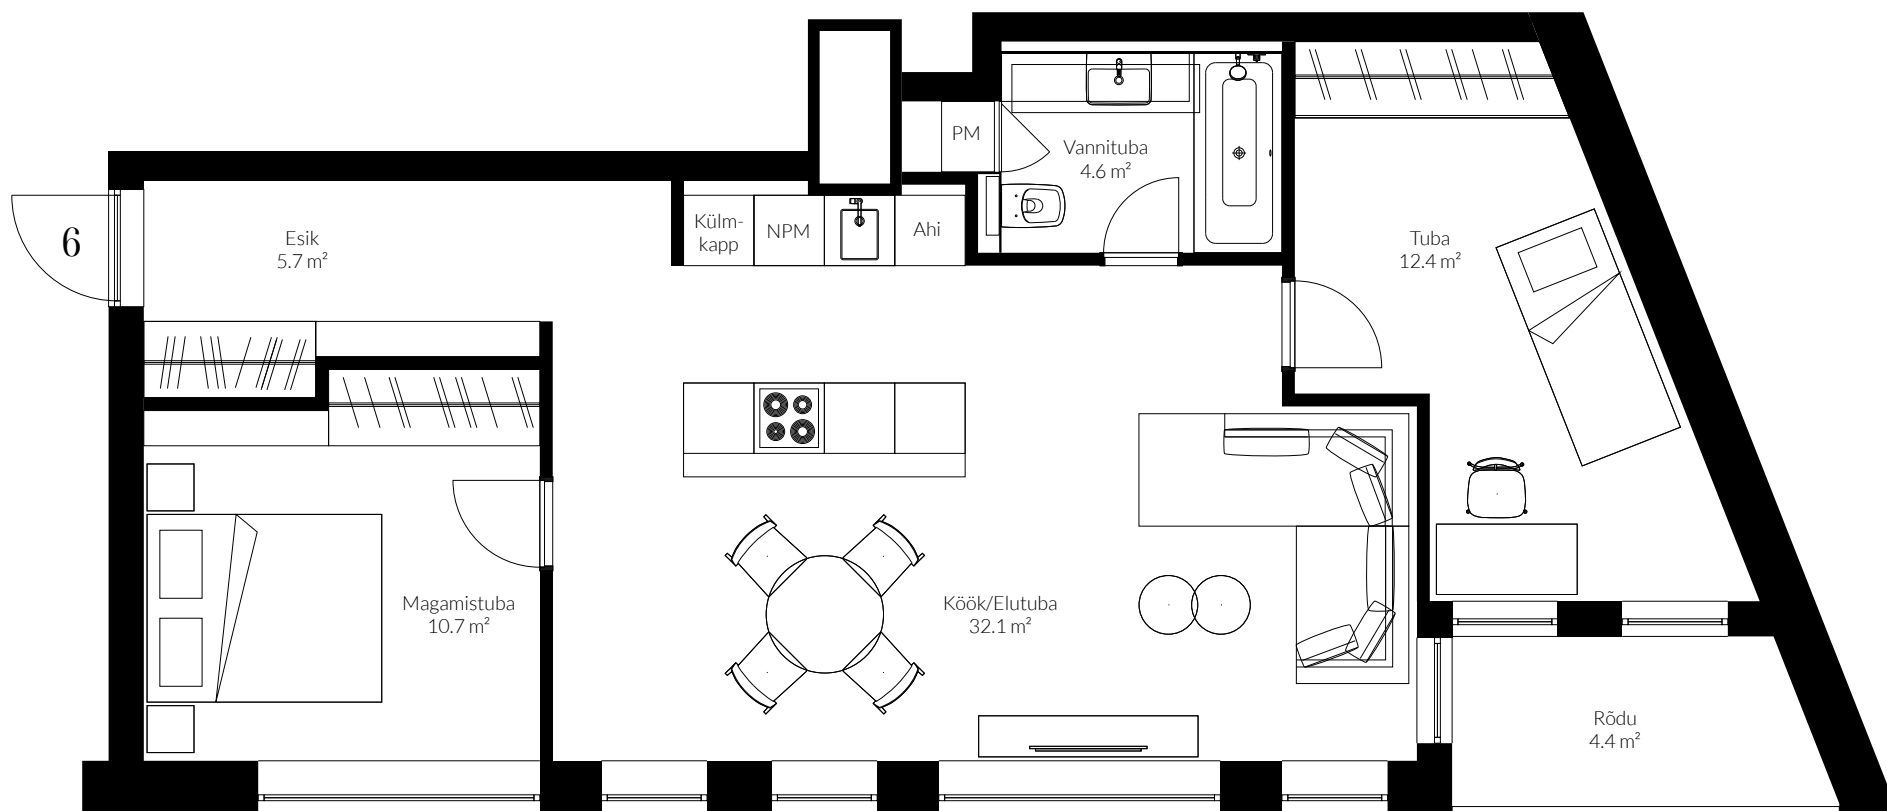 PM
Vannituba
4.6 m²
Külm-
kapp
NPM
Ahi
6
Esik
5.7 m²
Tuba
12.4 m²
Magamistuba
10.7 m²
Köök/Elutuba
32.1 m²
Rõdu
4.4 m²